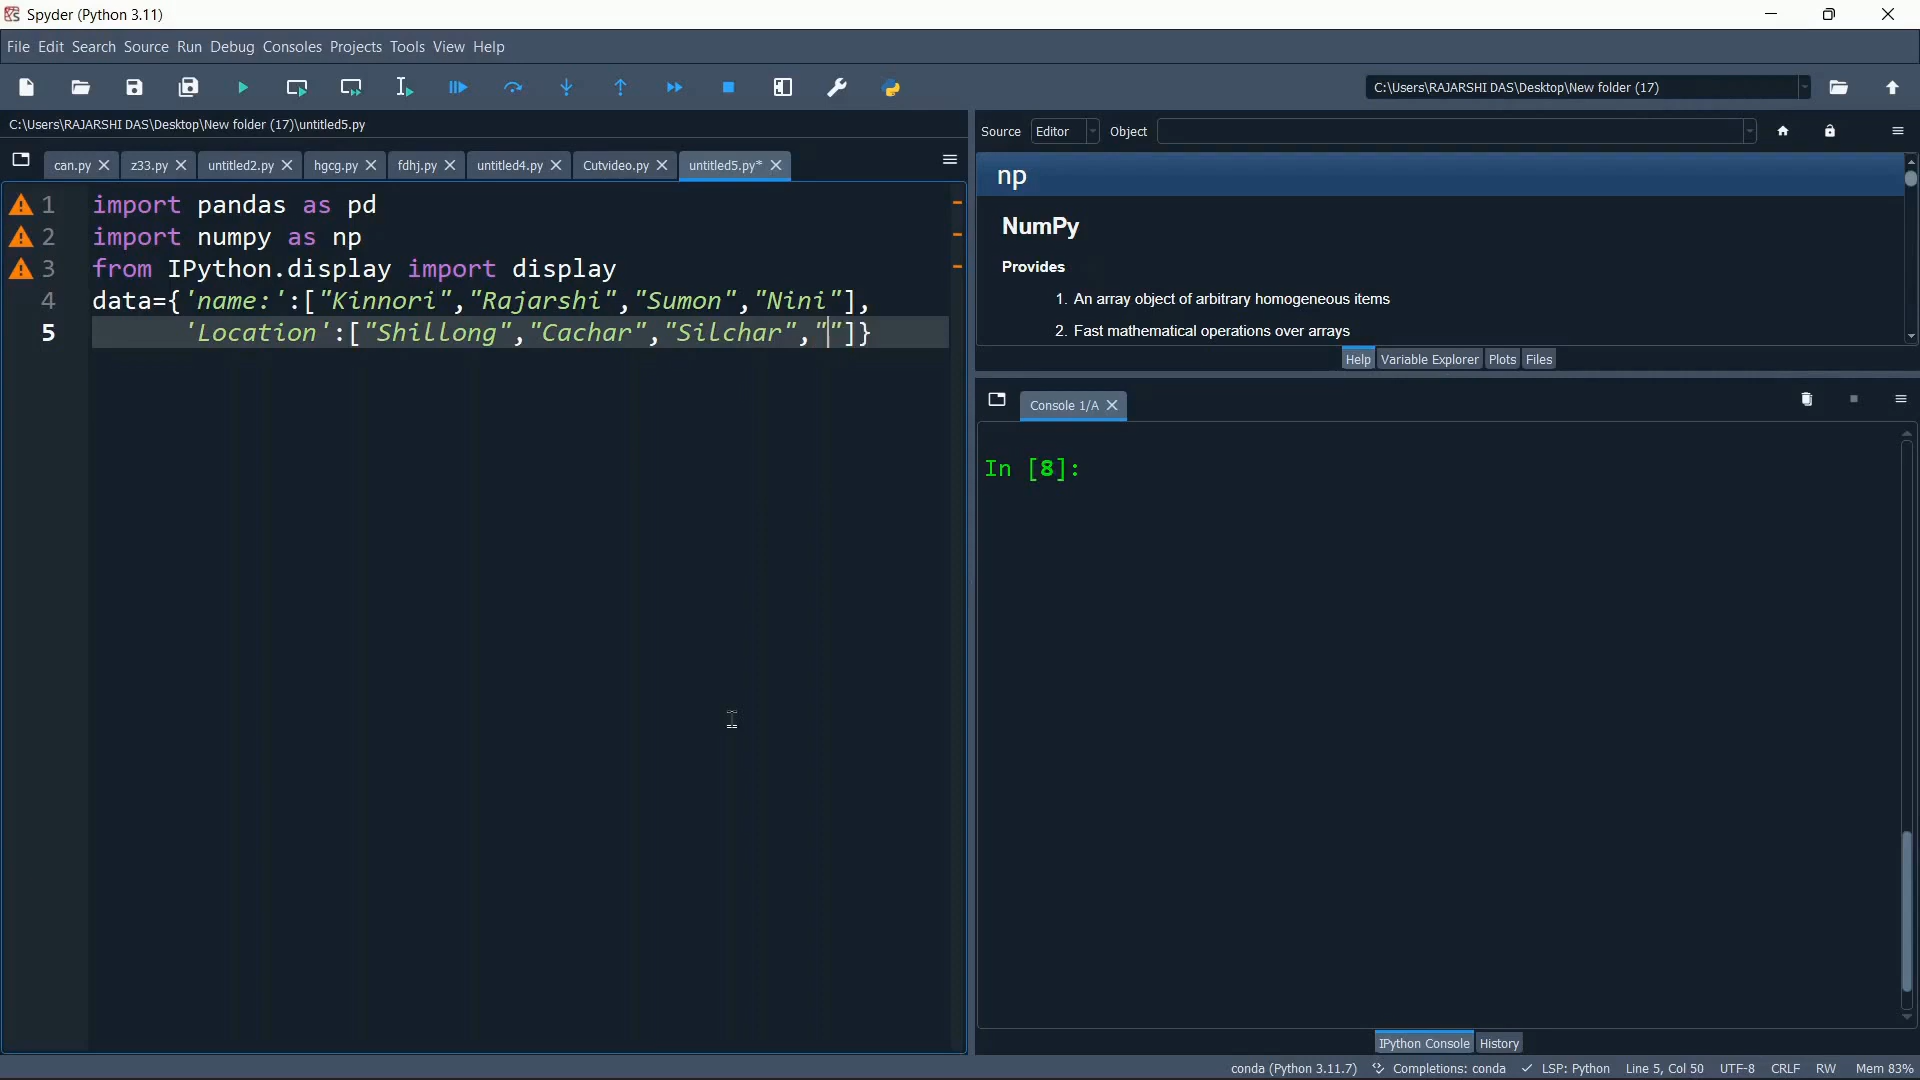 Spyder (Python 3.11)
File Edit Search Source Run Debug Consoles Projects Tools View Help
C:\Users\RAJARSHI DAS\Desktop\New folder (17)
C:\Users\RAJARSHI DAS\Desktop\New folder (17)\untitled5.py
can.py z33.py untitled2.py hgcg.py fdhj.py untitled4.py Cutvideo.py untitled5.py*
1 import pandas as pd
2 import numpy as np
3 from IPython.display import display
4 data={'name:':["Kinnori","Rajarshi","Sumon","Nini"],
5 'Location':["Shillong","Cachar","Silchar",""]}
Source Editor Object
np
NumPy
Provides
1. An array object of arbitrary homogeneous items
2. Fast mathematical operations over arrays
Help Variable Explorer Plots Files
Console 1/A
In [8]:
IPython Console History
conda (Python 3.11.7) Completions: conda LSP: Python Line 5, Col 50 UTF-8 CRLF RW Mem 83%